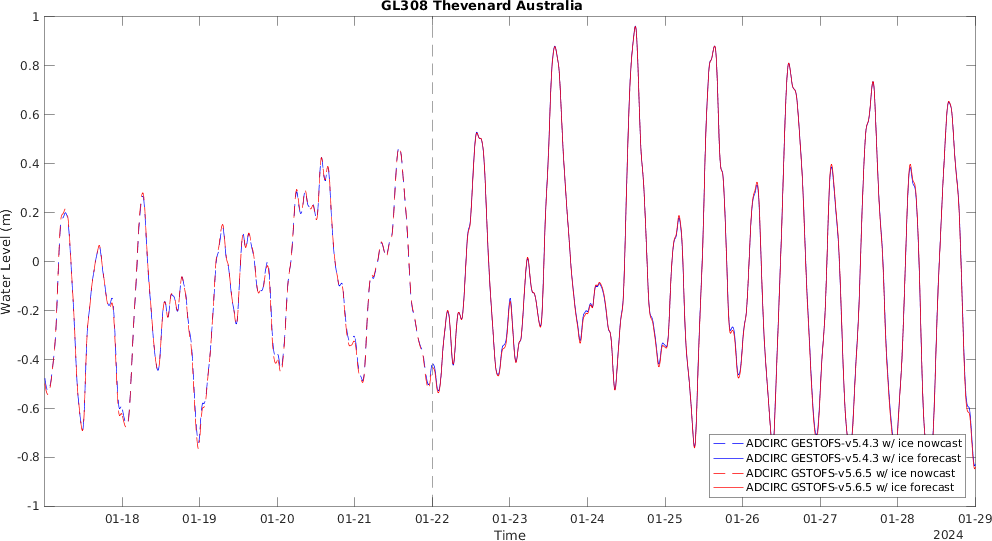 GL308 Thevenard Australia
Water Level (m)
1
0.8
0.6
0.4
0.2
0
-0.2
-0.4
-0.6
-0.8
-1
ADCIRC GESTOFS-v5.4.3 w/ ice nowcast
ADCIRC GESTOFS-v5.4.3 w/ ice forecast
ADCIRC GSTOFS-v5.6.5 w/ ice nowcast
ADCIRC GSTOFS-v5.6.5 w/ ice forecast
01-18 01-19 01-20 01-21 01-22 01-23 01-24 01-25 01-26 01-27 01-28 01-29
Time
2024